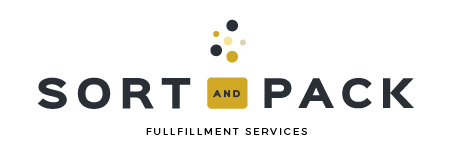 SORT AND PACK
FULLFILLMENT SERVICES